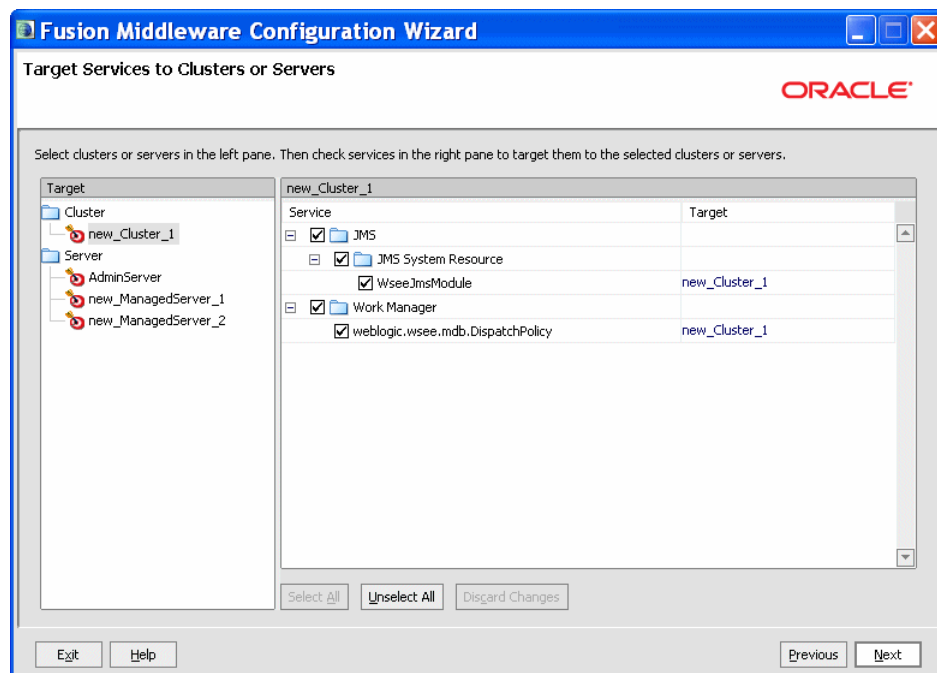 Fusion Middleware Configuration Wizard
Target Services to Clusters or Servers
ORACLE
Select clusters or servers in the left pane. Then check services in the right pane to target them to the selected clusters or servers.
Target
Cluster
new_Cluster_1
Server
AdminServer
new_ManagedServer_1
new_ManagedServer_2
new_Cluster_1
Service Target
JMS
JMS System Resource
WseeJmsModule new_Cluster_1
Work Manager
weblogic.wsee.mdb.DispatchPolicy new_Cluster_1
Select All Unselect All Discard Changes
Exit Help Previous Next